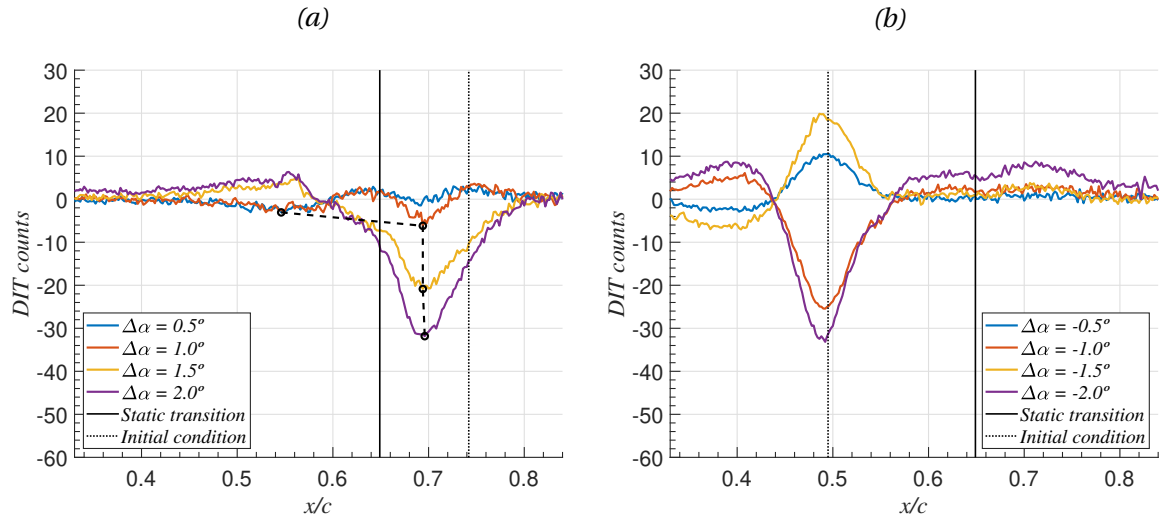 (a)
30
20
10
0
-10
-20
-30
-40
-50
-60
DIT counts
0.4
0.5
0.6
0.7
0.8
x/c
Δα = 0.5º
Δα = 1.0º
Δα = 1.5º
Δα = 2.0º
Static transition
Initial condition
(b)
30
20
10
0
-10
-20
-30
-40
-50
-60
DIT counts
0.4
0.5
0.6
0.7
0.8
x/c
Δα = -0.5º
Δα = -1.0º
Δα = -1.5º
Δα = -2.0º
Static transition
Initial condition